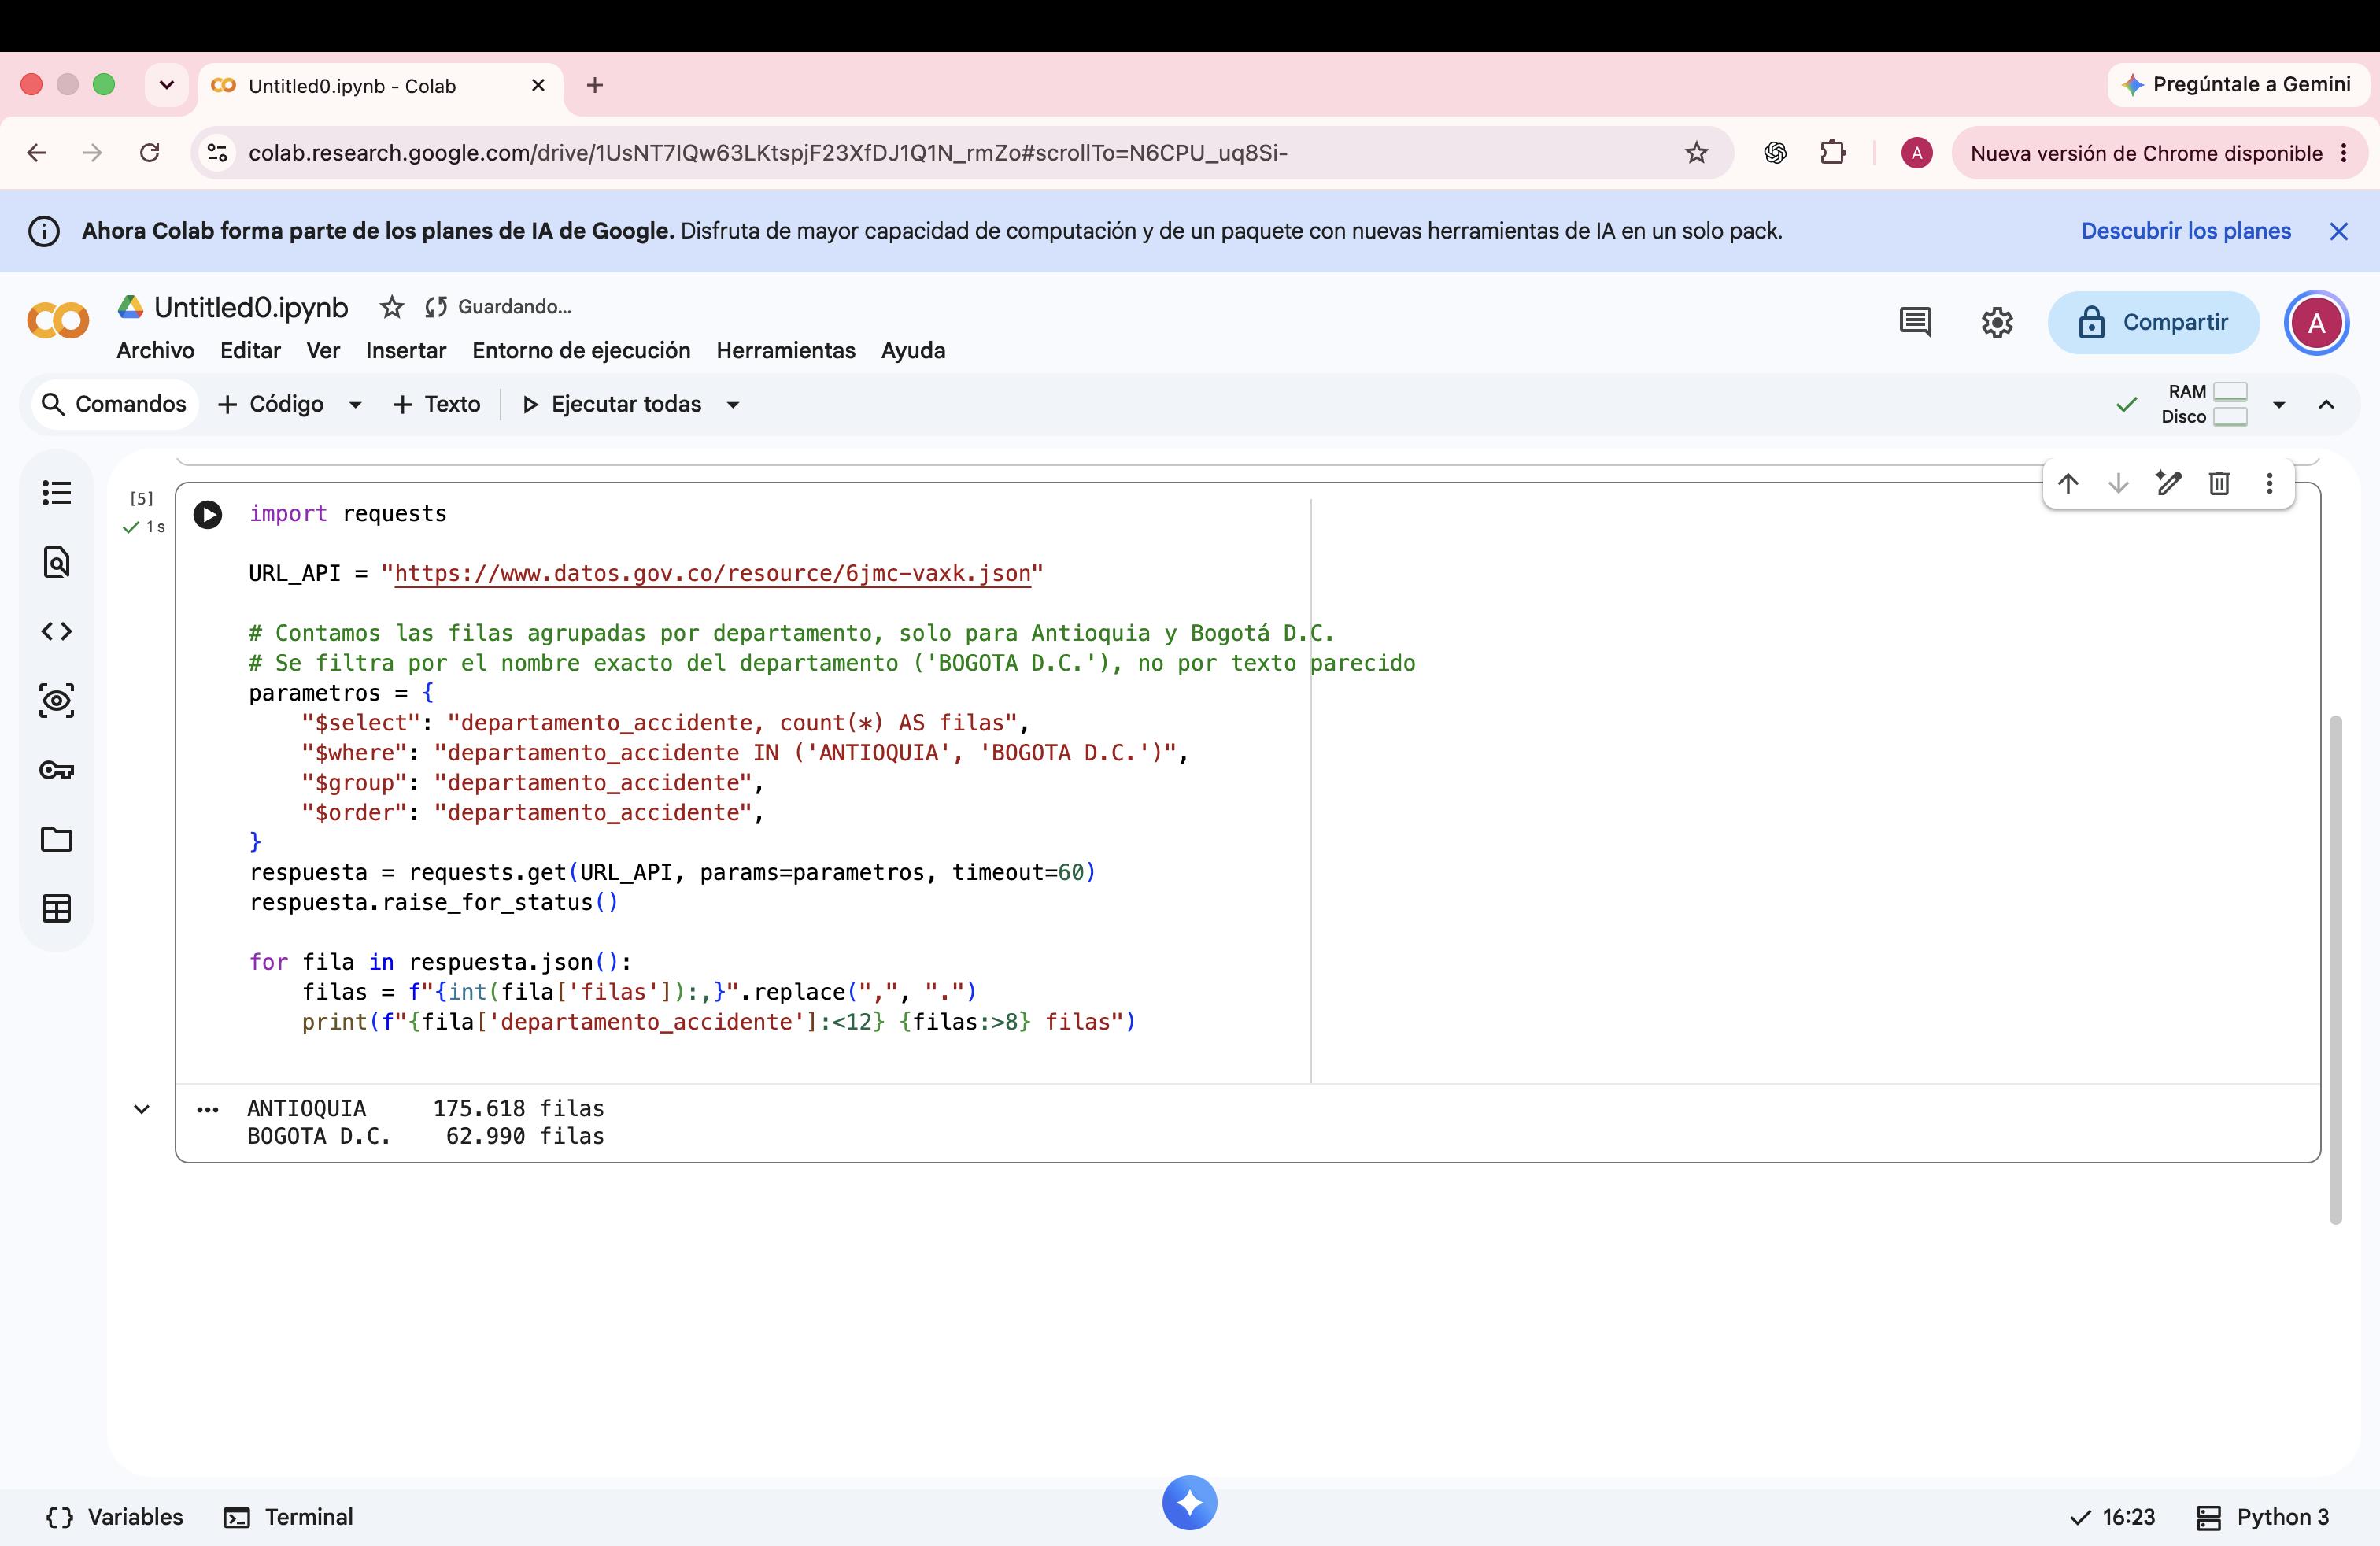 Untitled0.ipynb - Colab
Pregúntale a Gemini
colab.research.google.com/drive/1UsNT7IQw63LKtspjF23XfDJ1Q1N_rmZo#scrollTo=N6CPU_uq8Si-
A
Nueva versión de Chrome disponible
Ahora Colab forma parte de los planes de IA de Google. Disfruta de mayor capacidad de computación y de un paquete con nuevas herramientas de IA en un solo pack.
Descubrir los planes
Untitled0.ipynb
Guardando...
Compartir
A
Archivo Editar Ver Insertar Entorno de ejecución Herramientas Ayuda
Comandos + Código + Texto Ejecutar todas
RAM
Disco
[5]
1 s
import requests
URL_API = "https://www.datos.gov.co/resource/6jmc-vaxk.json"
# Contamos las filas agrupadas por departamento, solo para Antioquia y Bogotá D.C.
# Se filtra por el nombre exacto del departamento ('BOGOTA D.C.'), no por texto parecido
parametros = {
    "$select": "departamento_accidente, count(*) AS filas",
    "$where": "departamento_accidente IN ('ANTIOQUIA', 'BOGOTA D.C.')",
    "$group": "departamento_accidente",
    "$order": "departamento_accidente",
}
respuesta = requests.get(URL_API, params=parametros, timeout=60)
respuesta.raise_for_status()
for fila in respuesta.json():
    filas = f"{int(fila['filas']):,}".replace(",", ".")
    print(f"{fila['departamento_accidente']:<12} {filas:>8} filas")
ANTIOQUIA     175.618 filas
BOGOTA D.C.    62.990 filas
Variables
Terminal
16:23
Python 3